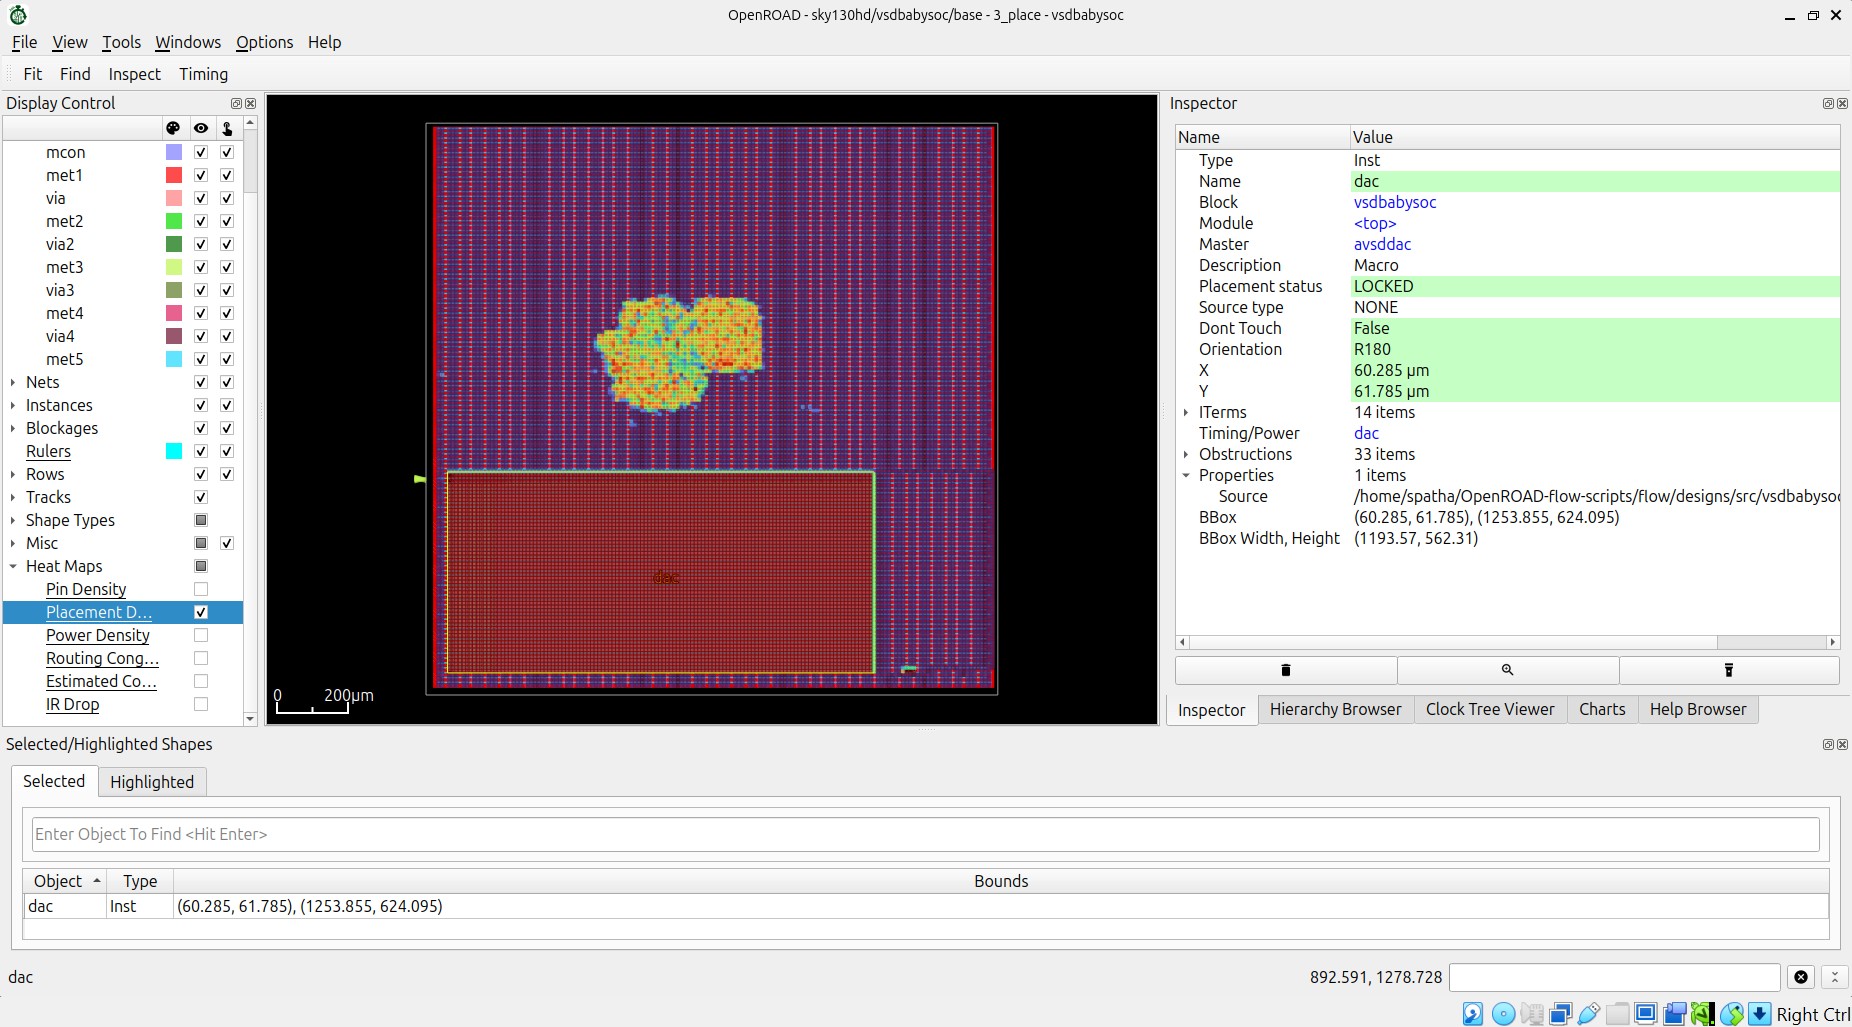 OpenROAD - sky130hd/vsdbabysoc/base - 3_place - vsdbabysoc
File View Tools Windows Options Help
Fit Find Inspect Timing
Display Control
mcon
met1
via
met2
via2
met3
via3
met4
via4
met5
Nets
Instances
Blockages
Rulers
Rows
Tracks
Shape Types
Misc
Heat Maps
Pin Density
Placement D...
Power Density
Routing Cong...
Estimated Co...
IR Drop
dac
0 200μm
Inspector
Name Value
Type Inst
Name dac
Block vsdbabysoc
Module <top>
Master avsddac
Description Macro
Placement status LOCKED
Source type NONE
Dont Touch False
Orientation R180
X 60.285 μm
Y 61.785 μm
ITerms 14 items
Timing/Power dac
Obstructions 33 items
Properties 1 items
Source /home/spatha/OpenROAD-flow-scripts/flow/designs/src/vsdbabyso
BBox (60.285, 61.785), (1253.855, 624.095)
BBox Width, Height (1193.57, 562.31)
Inspector Hierarchy Browser Clock Tree Viewer Charts Help Browser
Selected/Highlighted Shapes
Selected Highlighted
Enter Object To Find <Hit Enter>
Object Type Bounds
dac Inst (60.285, 61.785), (1253.855, 624.095)
dac
892.591, 1278.728
Right Ctrl